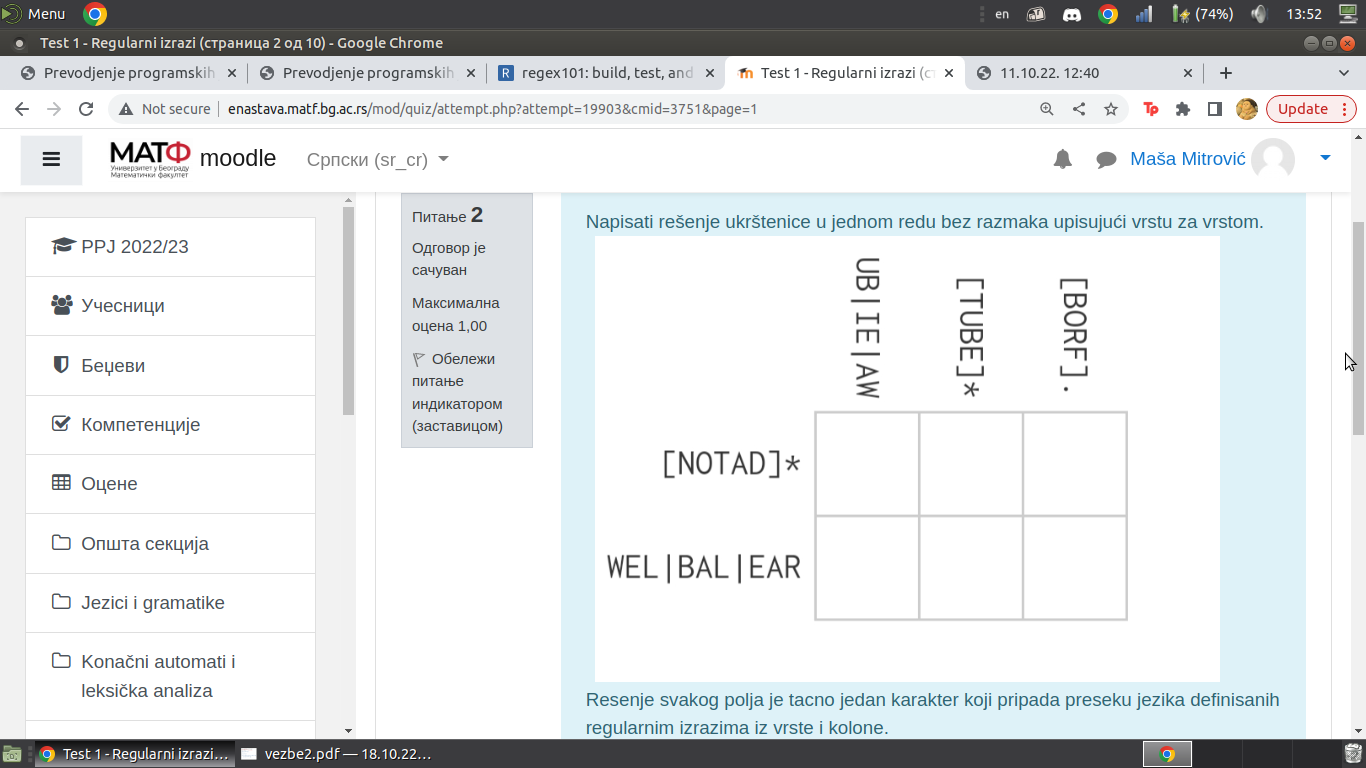 Menu
en
(74%)
13:52
Test 1 - Regularni izrazi (страница 2 од 10) - Google Chrome
Prevodjenje programskih
Prevodjenje programskih
regex101: build, test, and
Test 1 - Regularni izrazi (ст
11.10.22. 12:40
Not secure
enastava.matf.bg.ac.rs/mod/quiz/attempt.php?attempt=19903&cmid=3751&page=1
Update
МАТФ
Универзитет у Београду
Математички факултет
moodle
Српски (sr_cr)
Maša Mitrović
PPJ 2022/23
Учесници
Беџеви
Компетенције
Оцене
Општа секција
Jezici i gramatike
Konačni automati i
leksička analiza
Питање 2
Одговор је
сачуван
Максимална
оцена 1,00
Обележи
питање
индикатором
(заставицом)
Napisati rešenje ukrštenice u jednom redu bez razmaka upisujući vrstu za vrstom.
UB|IE|AW
[TUBE]*
[BORF].
[NOTAD]*
WEL|BAL|EAR
Resenje svakog polja je tacno jedan karakter koji pripada preseku jezika definisanih
regularnim izrazima iz vrste i kolone.
Test 1 - Regularni izrazi...
vezbe2.pdf — 18.10.22...